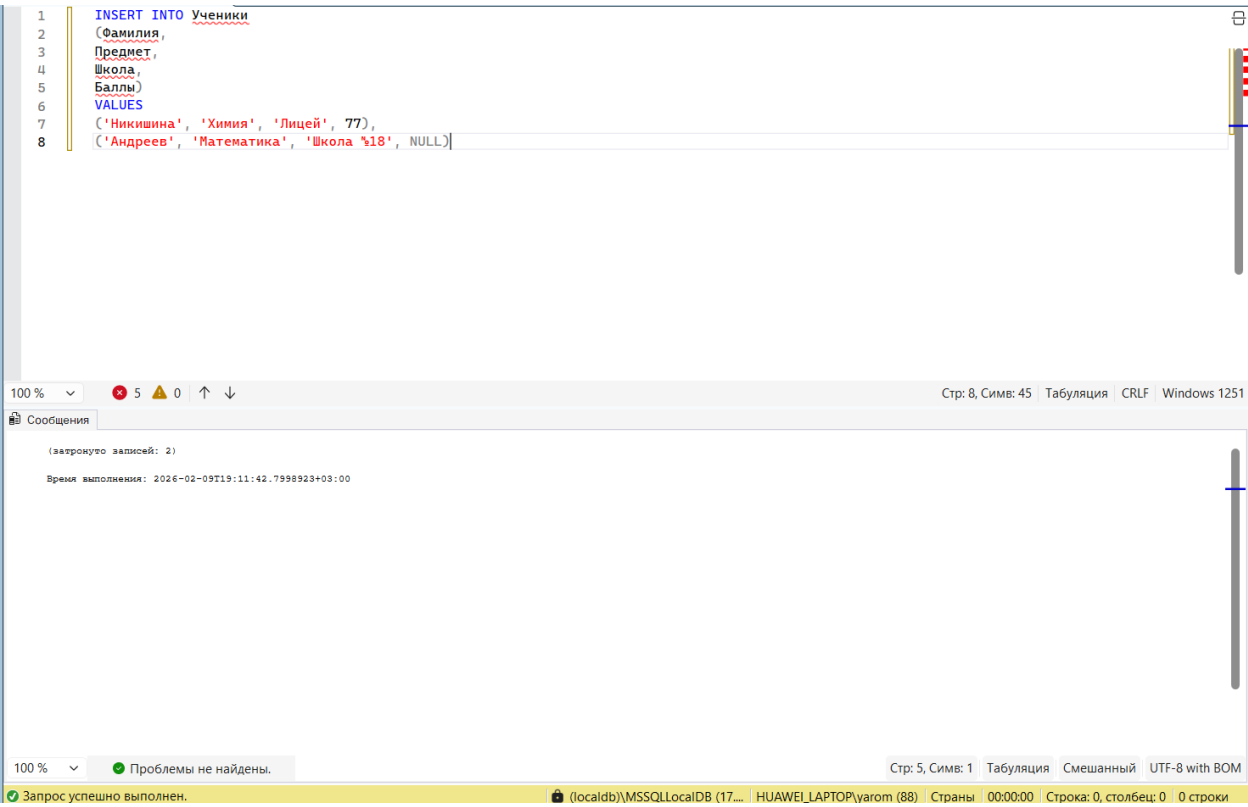 1 INSERT INTO Ученики
2 (Фамилия,
3 Предмет,
4 Школа,
5 Баллы)
6 VALUES
7 ('Никишина', 'Химия', 'Лицей', 77),
8 ('Андреев', 'Математика', 'Школа №18', NULL)
100 % 5 0 Стр: 8, Симв: 45 Табуляция CRLF Windows 1251
Сообщения
(затронуто записей: 2)
Время выполнения: 2026-02-09T19:11:42.7998923+03:00
100 % Проблемы не найдены. Стр: 5, Симв: 1 Табуляция Смешанный UTF-8 with BOM
Запрос успешно выполнен. (localdb)\MSSQLLocalDB (17.... HUAWEI_LAPTOP\yarom (88) Страны 00:00:00 Строка: 0, столбец: 0 0 строки